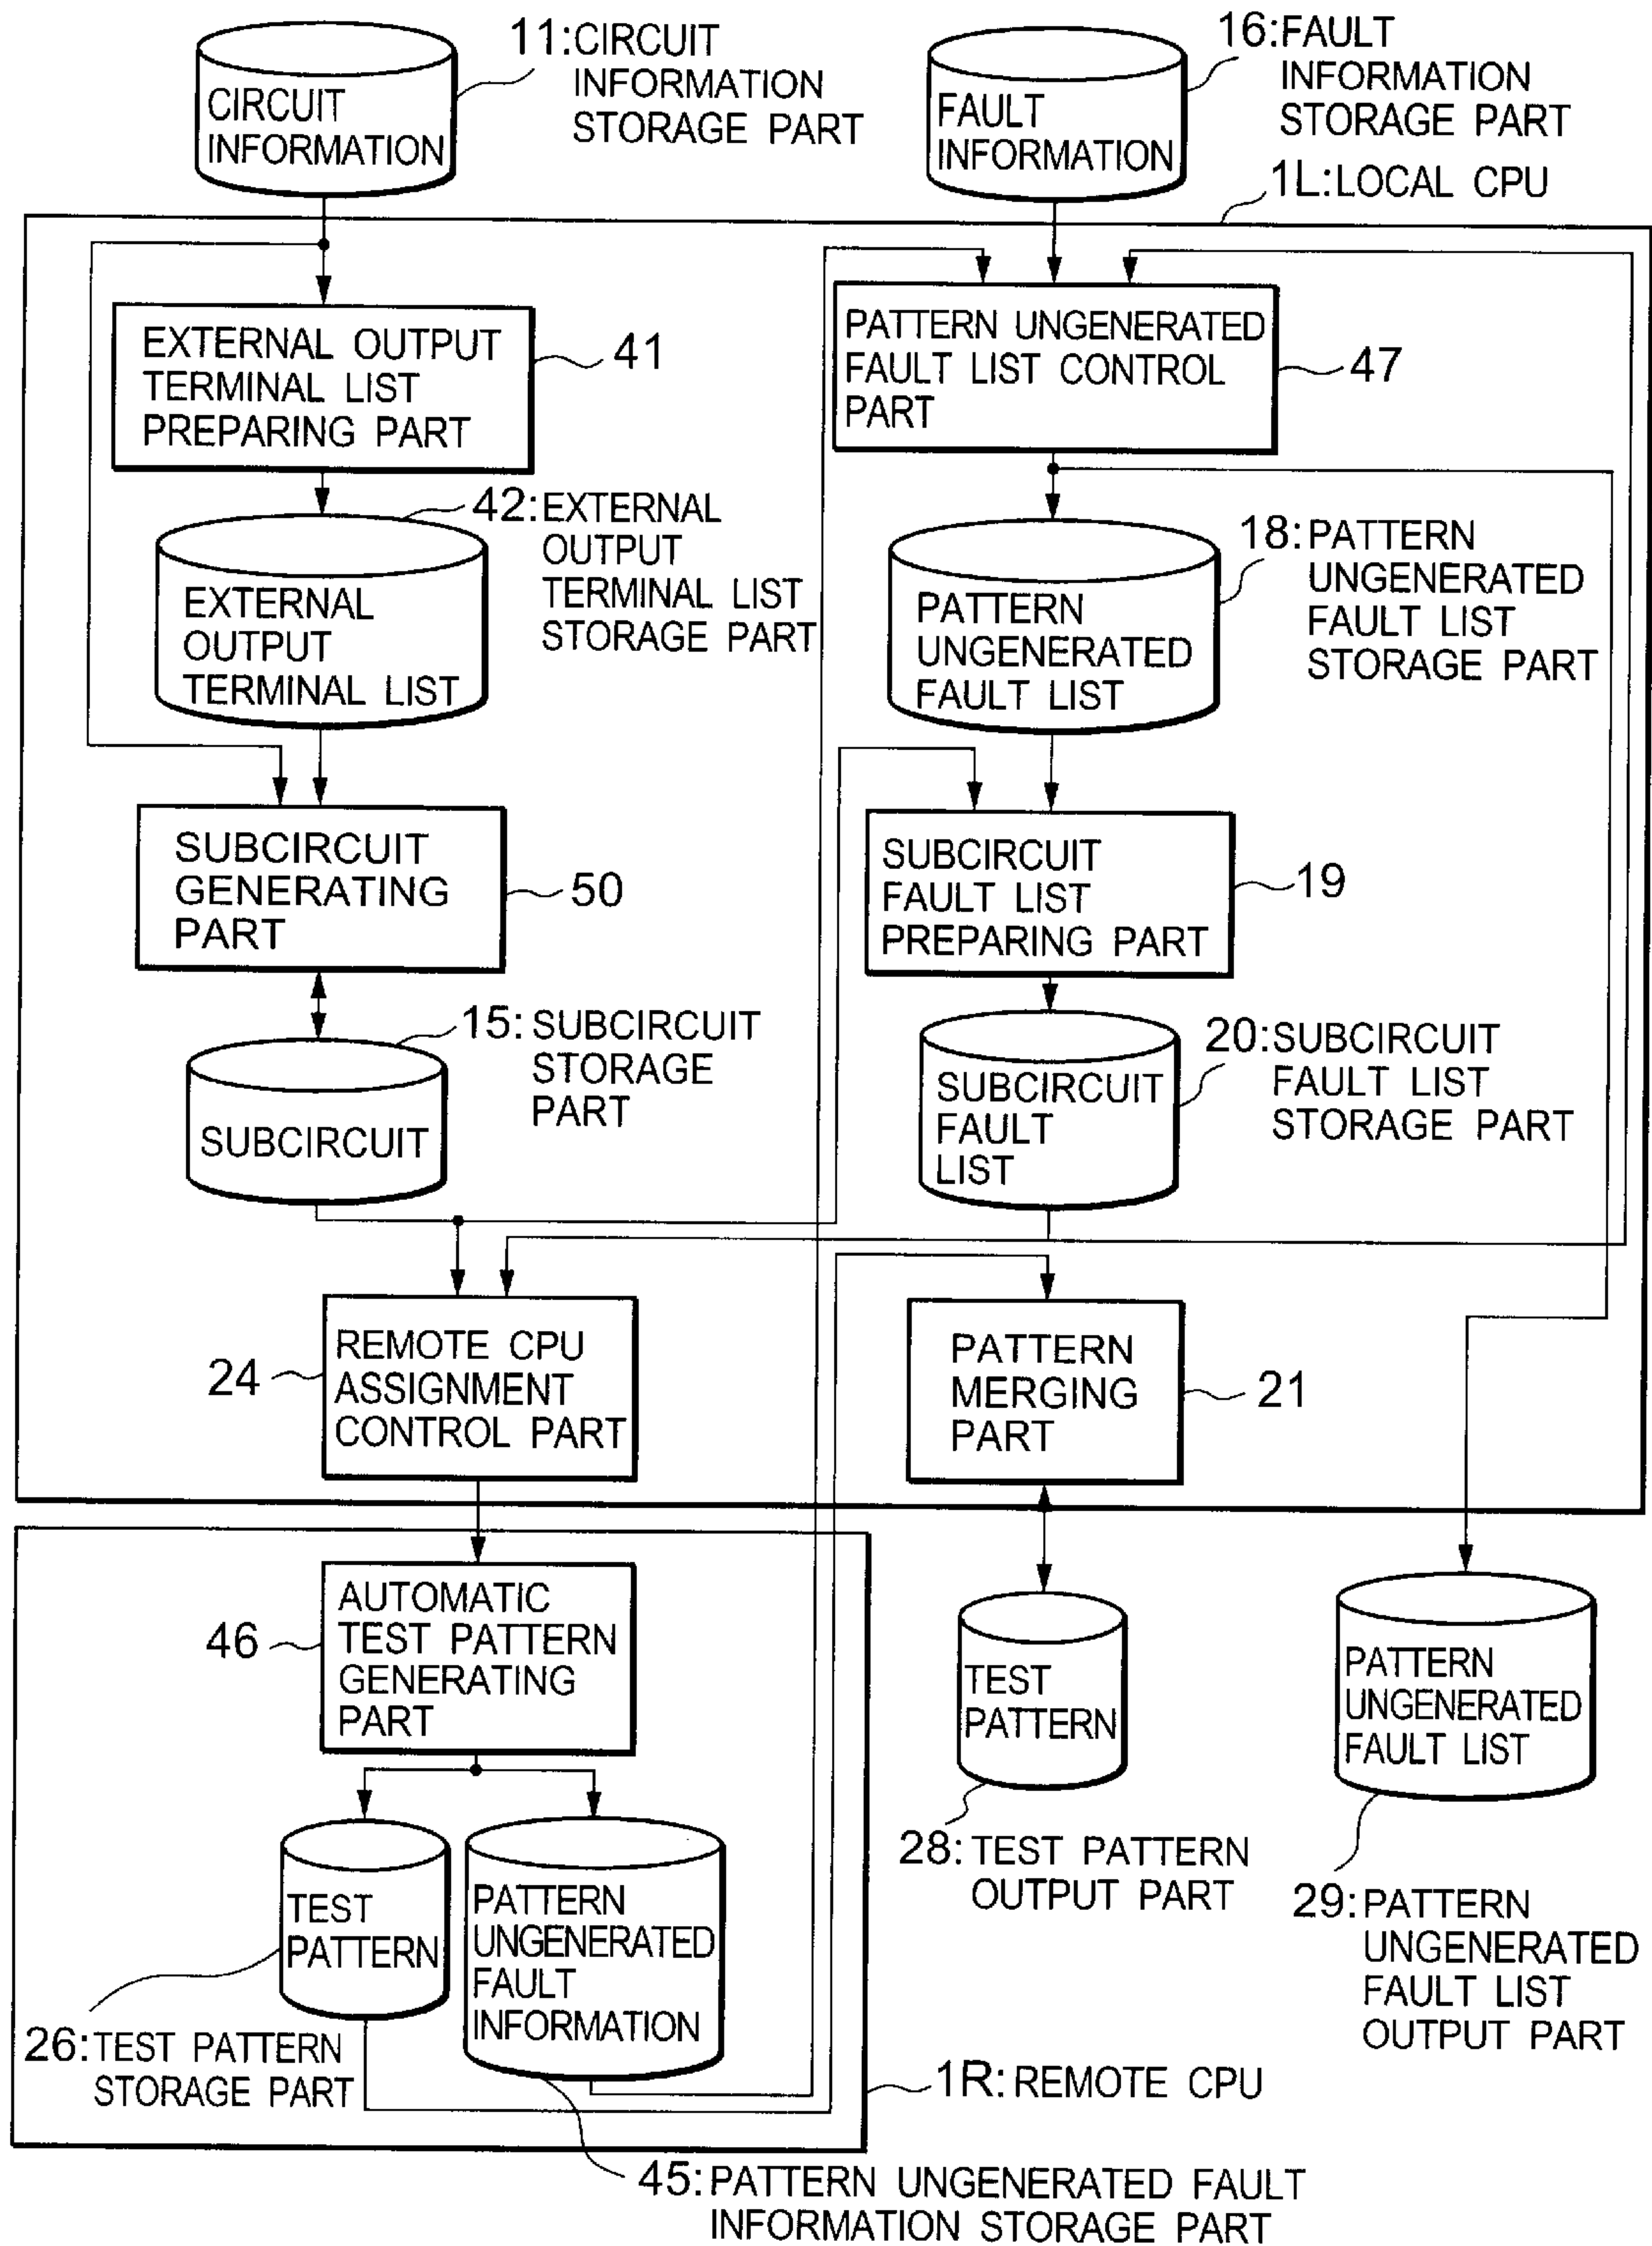 CIRCUIT
INFORMATION
11:CIRCUIT
INFORMATION
STORAGE PART
FAULT
INFORMATION
16:FAULT
INFORMATION
STORAGE PART
1L:LOCAL CPU
EXTERNAL OUTPUT
TERMINAL LIST
PREPARING PART
41
PATTERN UNGENERATED
FAULT LIST CONTROL
PART
47
42:EXTERNAL
OUTPUT
TERMINAL LIST
STORAGE PART
EXTERNAL
OUTPUT
TERMINAL LIST
18:PATTERN
UNGENERATED
FAULT LIST
STORAGE PART
PATTERN
UNGENERATED
FAULT LIST
SUBCIRCUIT
GENERATING
PART
50
SUBCIRCUIT
FAULT LIST
PREPARING PART
19
15:SUBCIRCUIT
STORAGE
PART
SUBCIRCUIT
20:SUBCIRCUIT
FAULT LIST
STORAGE PART
SUBCIRCUIT
FAULT
LIST
24
REMOTE CPU
ASSIGNMENT
CONTROL PART
PATTERN
MERGING
PART
21
46
AUTOMATIC
TEST PATTERN
GENERATING
PART
TEST
PATTERN
28:TEST PATTERN
OUTPUT PART
PATTERN
UNGENERATED
FAULT LIST
29:PATTERN
UNGENERATED
FAULT LIST
OUTPUT PART
TEST
PATTERN
PATTERN
UNGENERATED
FAULT
INFORMATION
26:TEST PATTERN
STORAGE PART
1R:REMOTE CPU
45:PATTERN UNGENERATED FAULT
INFORMATION STORAGE PART